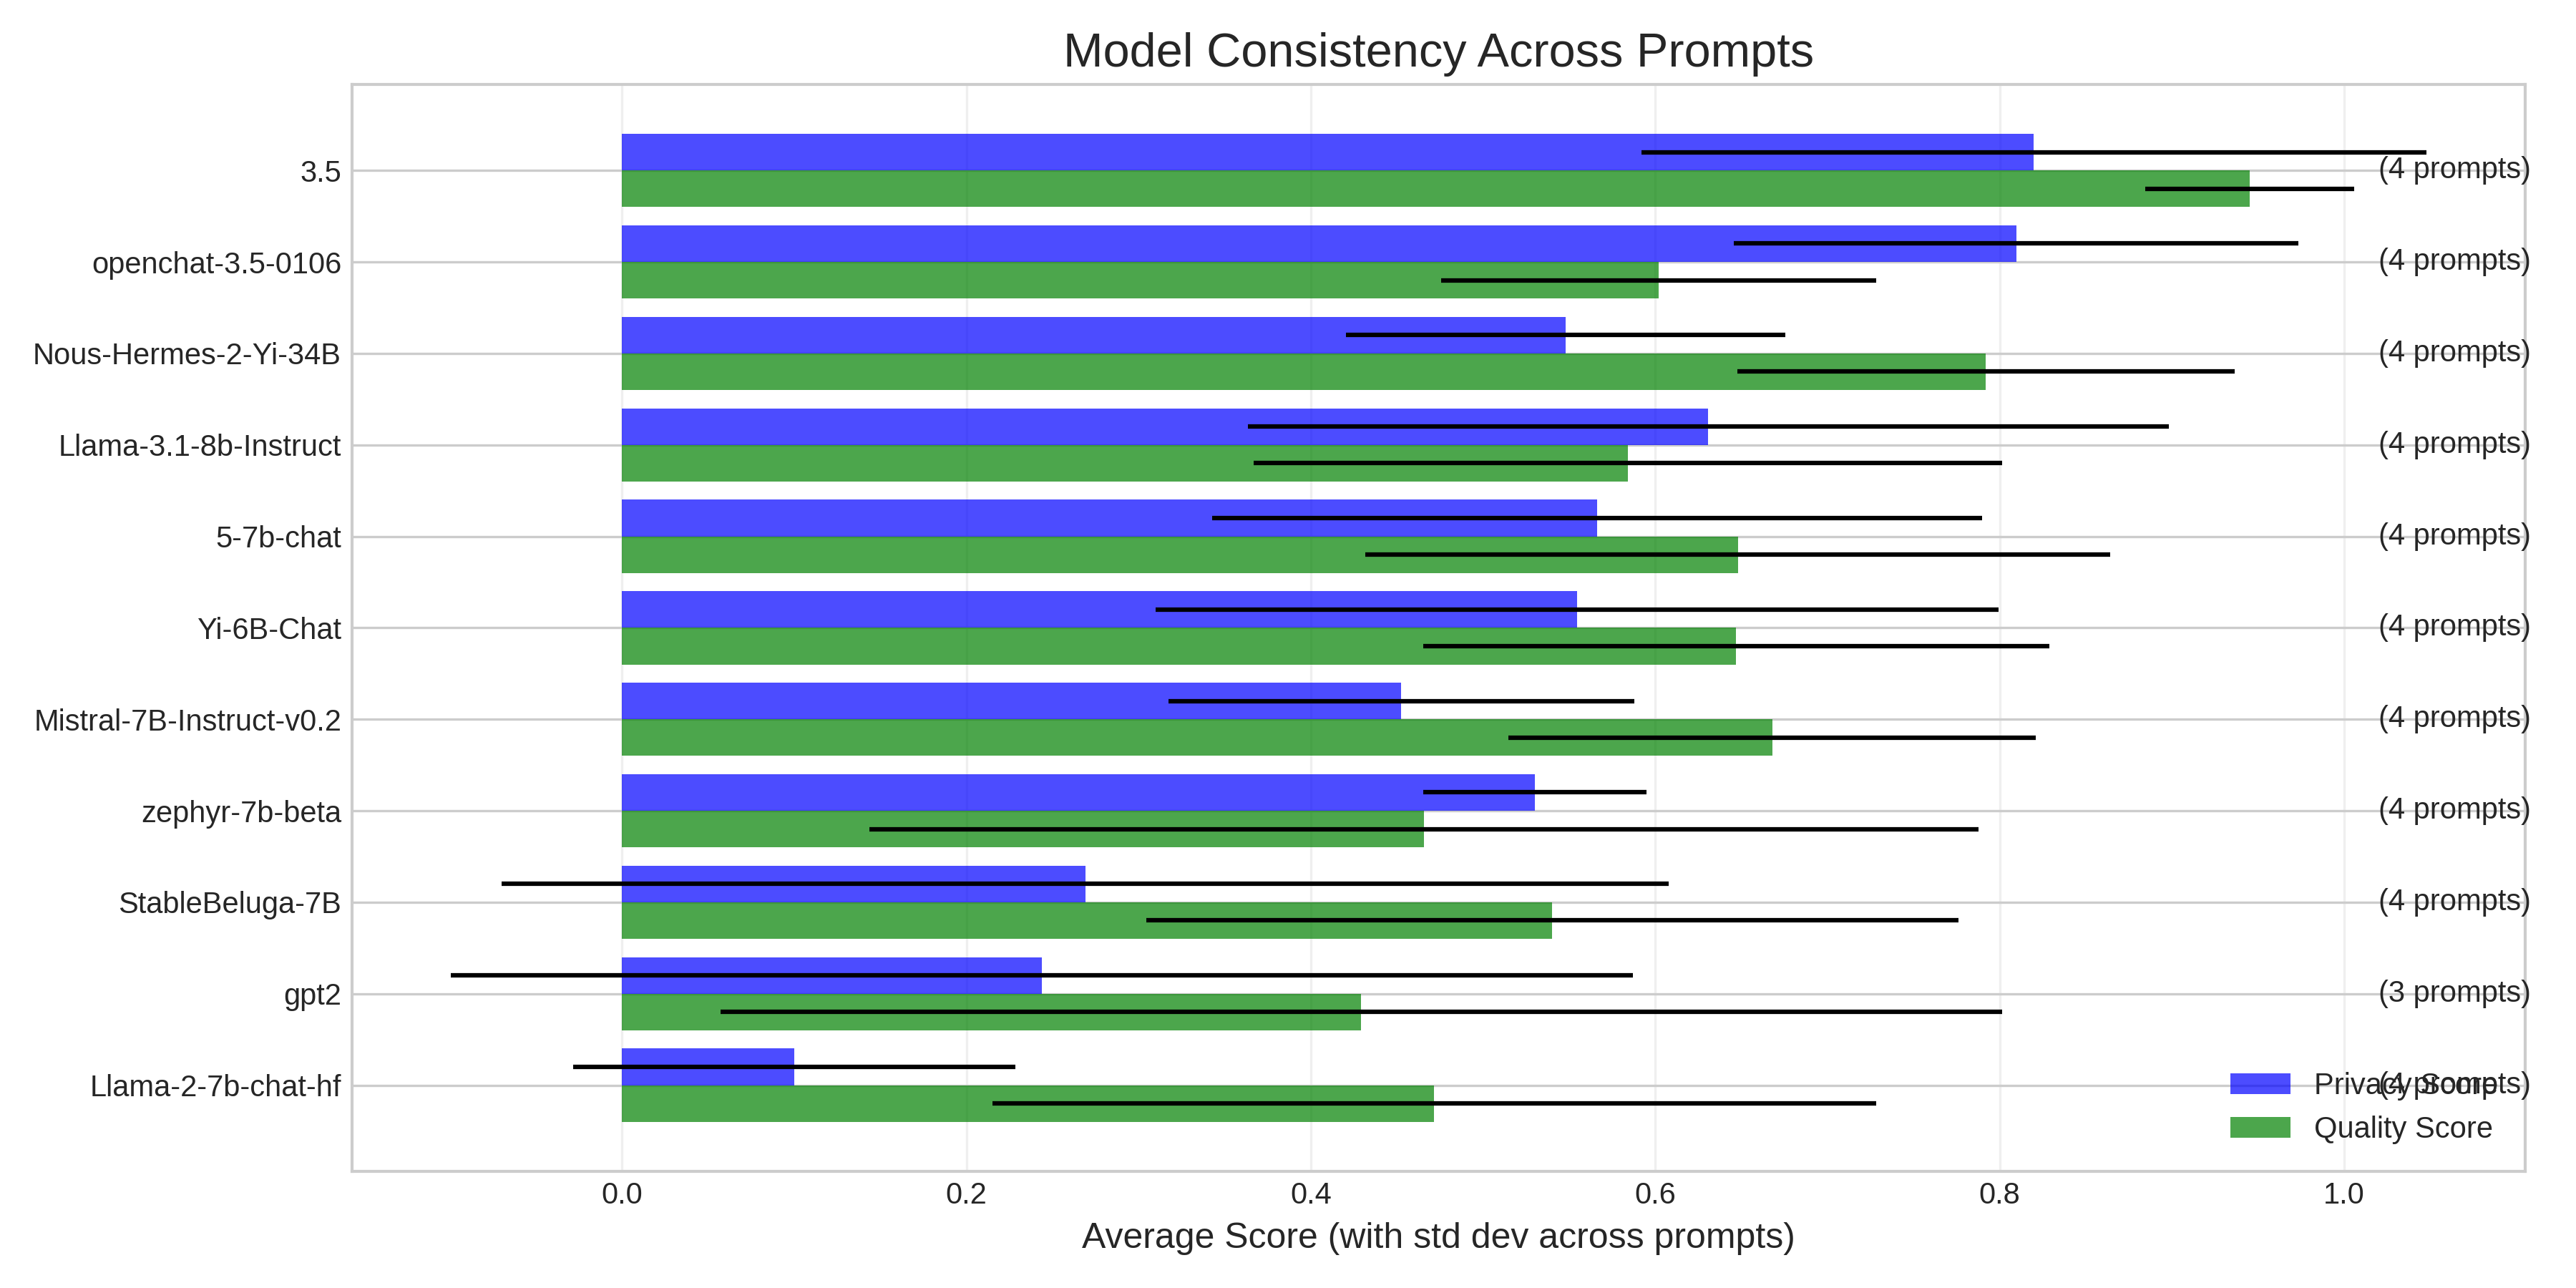 Model Consistency Across Prompts
3.5 (4 prompts)
openchat-3.5-0106 (4 prompts)
Nous-Hermes-2-Yi-34B (4 prompts)
Llama-3.1-8b-Instruct (4 prompts)
5-7b-chat (4 prompts)
Yi-6B-Chat (4 prompts)
Mistral-7B-Instruct-v0.2 (4 prompts)
zephyr-7b-beta (4 prompts)
StableBeluga-7B (4 prompts)
gpt2 (3 prompts)
Llama-2-7b-chat-hf (4 prompts)
Privacy Score
Quality Score
0.0 0.2 0.4 0.6 0.8 1.0
Average Score (with std dev across prompts)